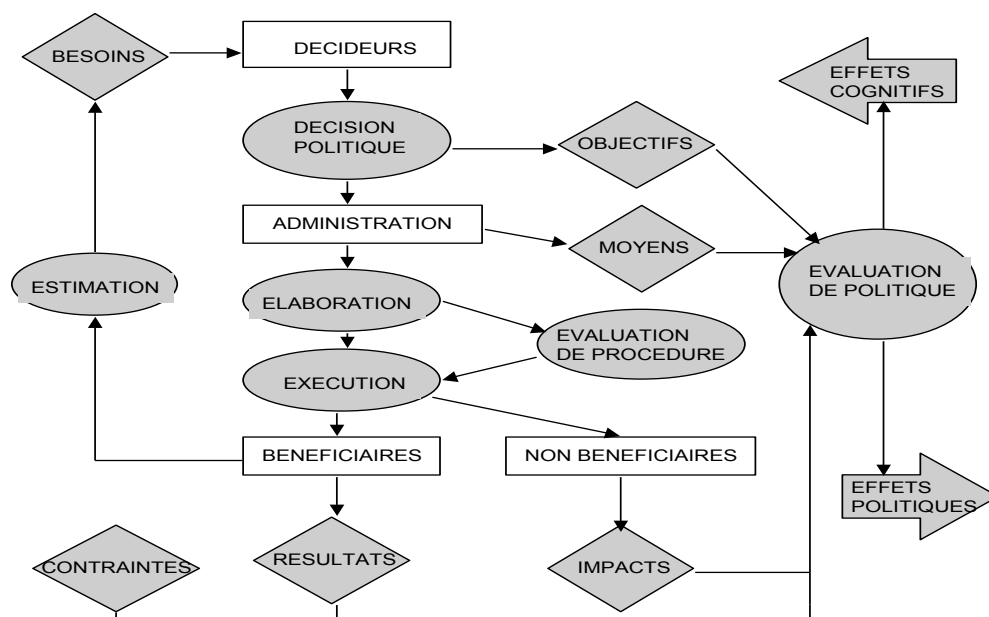 BESOINS
DECIDEURS
EFFETS
COGNITIFS
DECISION
POLITIQUE
OBJECTIFS
ADMINISTRATION
MOYENS
EVALUATION
DE POLITIQUE
ESTIMATION
ELABORATION
EVALUATION
DE PROCEDURE
EXECUTION
BENEFICIAIRES
NON BENEFICIAIRES
EFFETS
POLITIQUES
CONTRAINTES
RESULTATS
IMPACTS